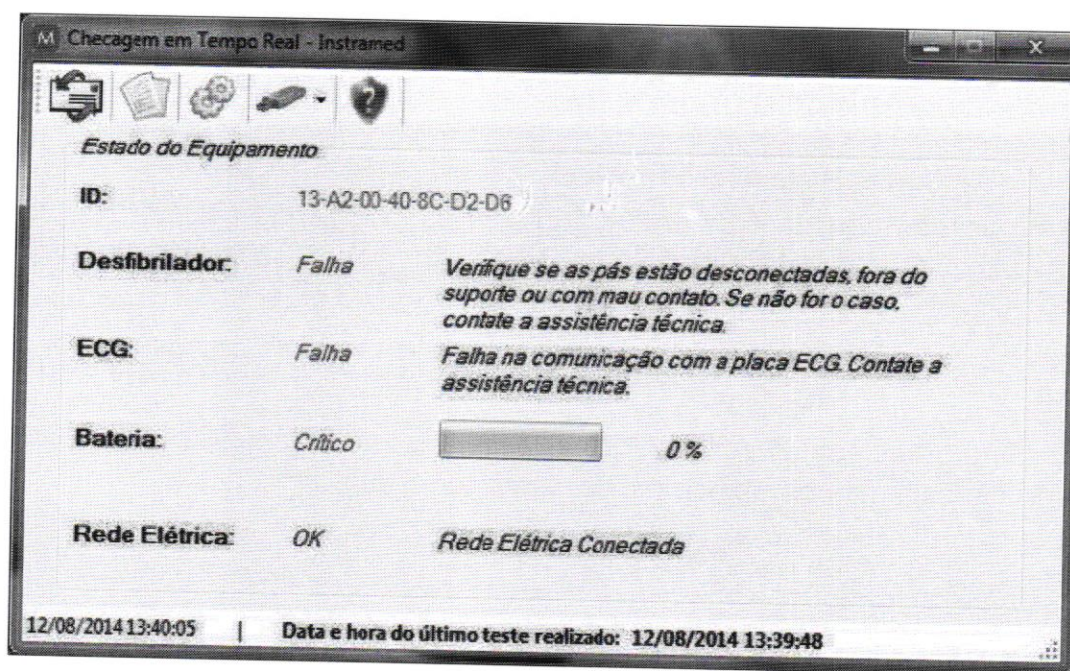 Checagem em Tempo Real - Instramed
Estado do Equipamento
ID: 13-A2-00-40-8C-D2-D6
Desfibrilador: Falha Verifique se as pás estão desconectadas, fora do
suporte ou com mau contato. Se não for o caso,
contate a assistência técnica.
ECG: Falha Falha na comunicação com a placa ECG. Contate a
assistência técnica.
Bateria: Crítico 0 %
Rede Elétrica: OK Rede Elétrica Conectada
12/08/2014 13:40:05 | Data e hora do último teste realizado: 12/08/2014 13:39:48